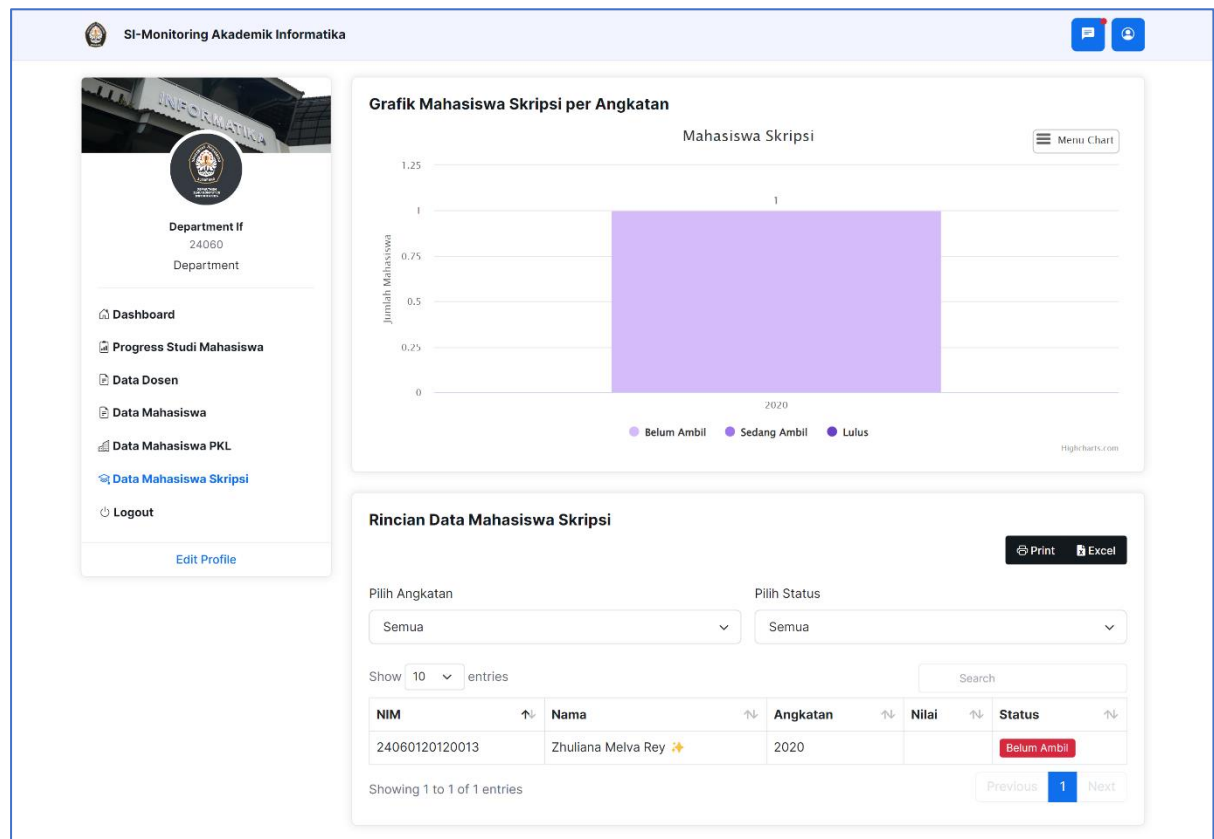 SI-Monitoring Akademik Informatika
INFORMATIKA
Department If
24060
Department
Dashboard
Progress Studi Mahasiswa
Data Dosen
Data Mahasiswa
Data Mahasiswa PKL
Data Mahasiswa Skripsi
Logout
Edit Profile
Grafik Mahasiswa Skripsi per Angkatan
Mahasiswa Skripsi
Menu Chart
Jumlah Mahasiswa
1.25
1
0.75
0.5
0.25
0
1
2020
Belum Ambil Sedang Ambil Lulus
Highcharts.com
Rincian Data Mahasiswa Skripsi
Print Excel
Pilih Angkatan Pilih Status
Semua Semua
Show 10 entries Search
NIM Nama Angkatan Nilai Status
24060120120013 Zhuliana Melva Rey ✨ 2020 Belum Ambil
Showing 1 to 1 of 1 entries Previous 1 Next